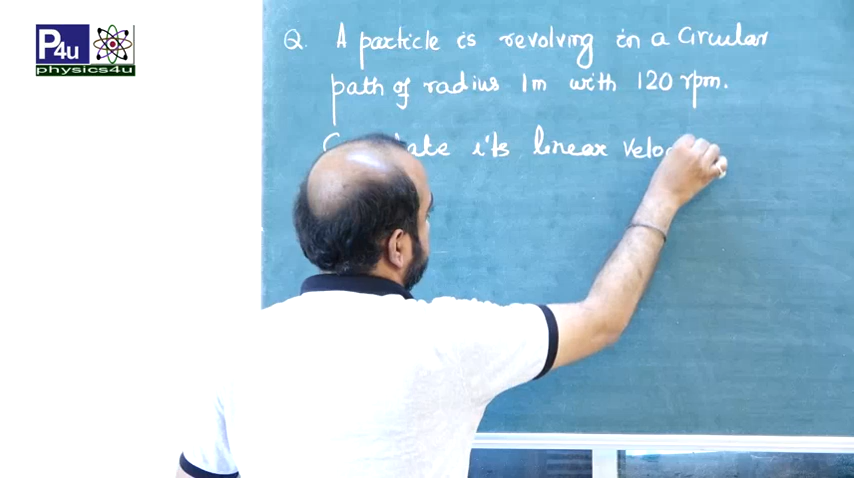 P4u
physics4u
Q. A particle is revolving in a Circular
path of radius 1m with 120 rpm.
its linear